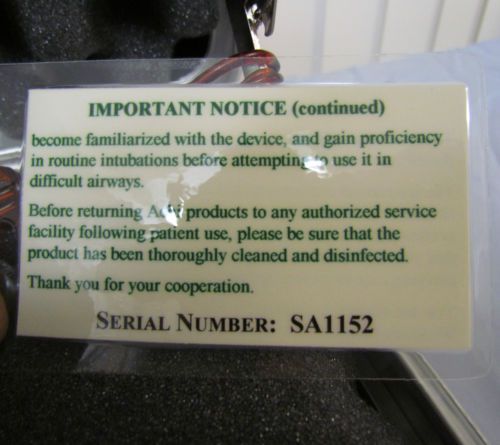 IMPORTANT NOTICE (continued)
become familiarized with the device, and gain proficiency
in routine intubations before attempting to use it in
difficult airways.
Before returning products to any authorized service
facility following patient use, please be sure that the
product has been thoroughly cleaned and disinfected.
Thank you for your cooperation.
SERIAL NUMBER: SA1152